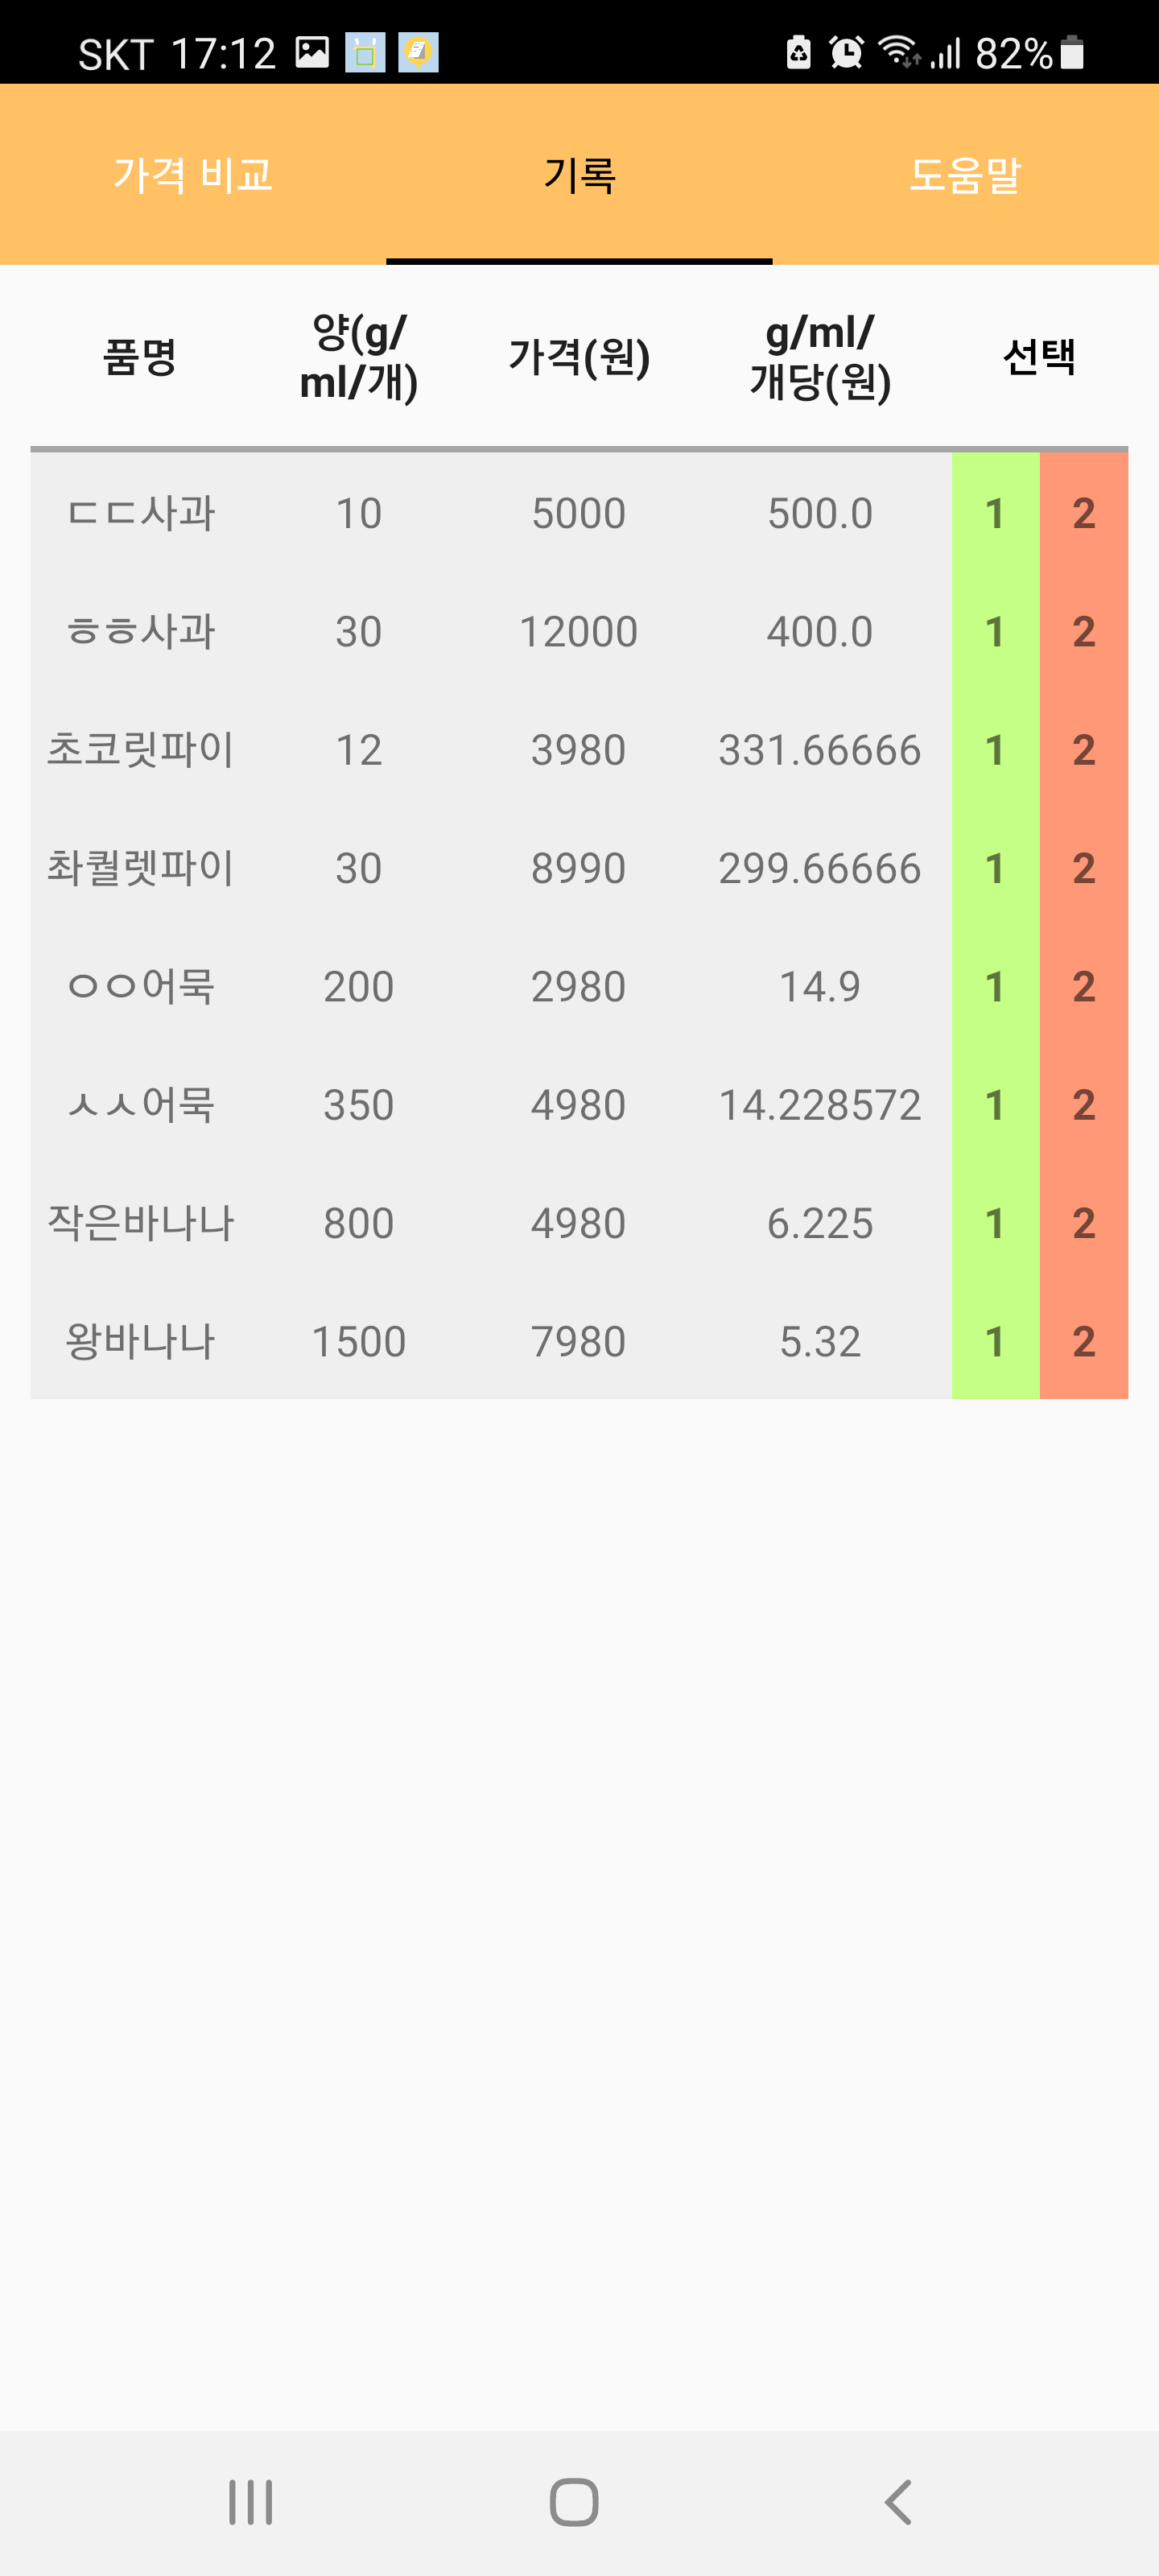 SKT 17:12 82%
가격 비교 기록 도움말
품명 양(g/ml/개) 가격(원) g/ml/개당(원) 선택
ㄷㄷ사과 10 5000 500.0 1 2
ㅎㅎ사과 30 12000 400.0 1 2
초코릿파이 12 3980 331.66666 1 2
촤퀄렛파이 30 8990 299.66666 1 2
ㅇㅇ어묵 200 2980 14.9 1 2
ㅅㅅ어묵 350 4980 14.228572 1 2
작은바나나 800 4980 6.225 1 2
왕바나나 1500 7980 5.32 1 2